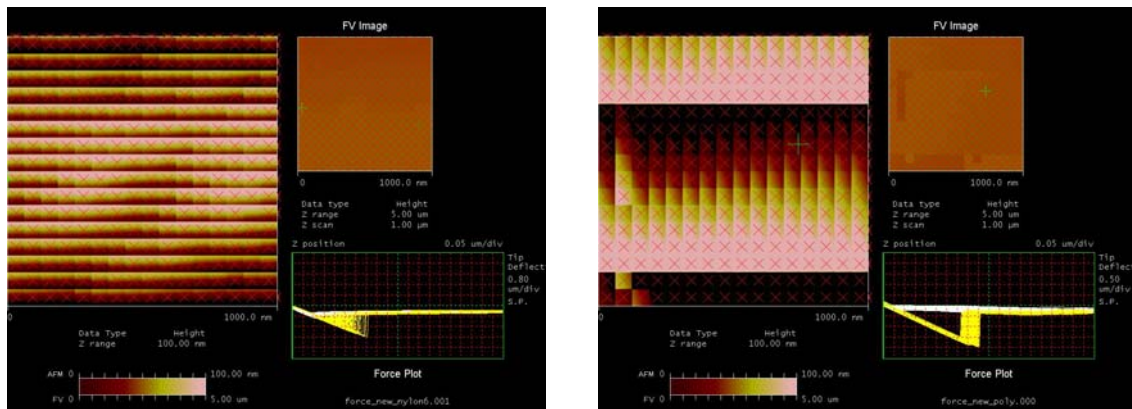 FV Image
0 1000.0 nm
Data type Height
Z range 5.00 um
Z scan 1.00 µm
Z position 0.05 um/div
Tip
Deflect
0.80
um/div
S.P.
0 1000.0 nm
Data Type Height
Z range 100.00 nm
Force Plot
AFM 0 100.00 nm
FV 0 5.00 um
force_new_nylon6.001
FV Image
0 1000.0 nm
Data type Height
Z range 5.00 um
Z scan 1.00 µm
Z position 0.05 um/div
Tip
Deflect
0.50
um/div
S.P.
0 1000.0 nm
Data Type Height
Z range 100.00 nm
Force Plot
AFM 0 100.00 nm
FV 0 5.00 um
force_new_poly.000